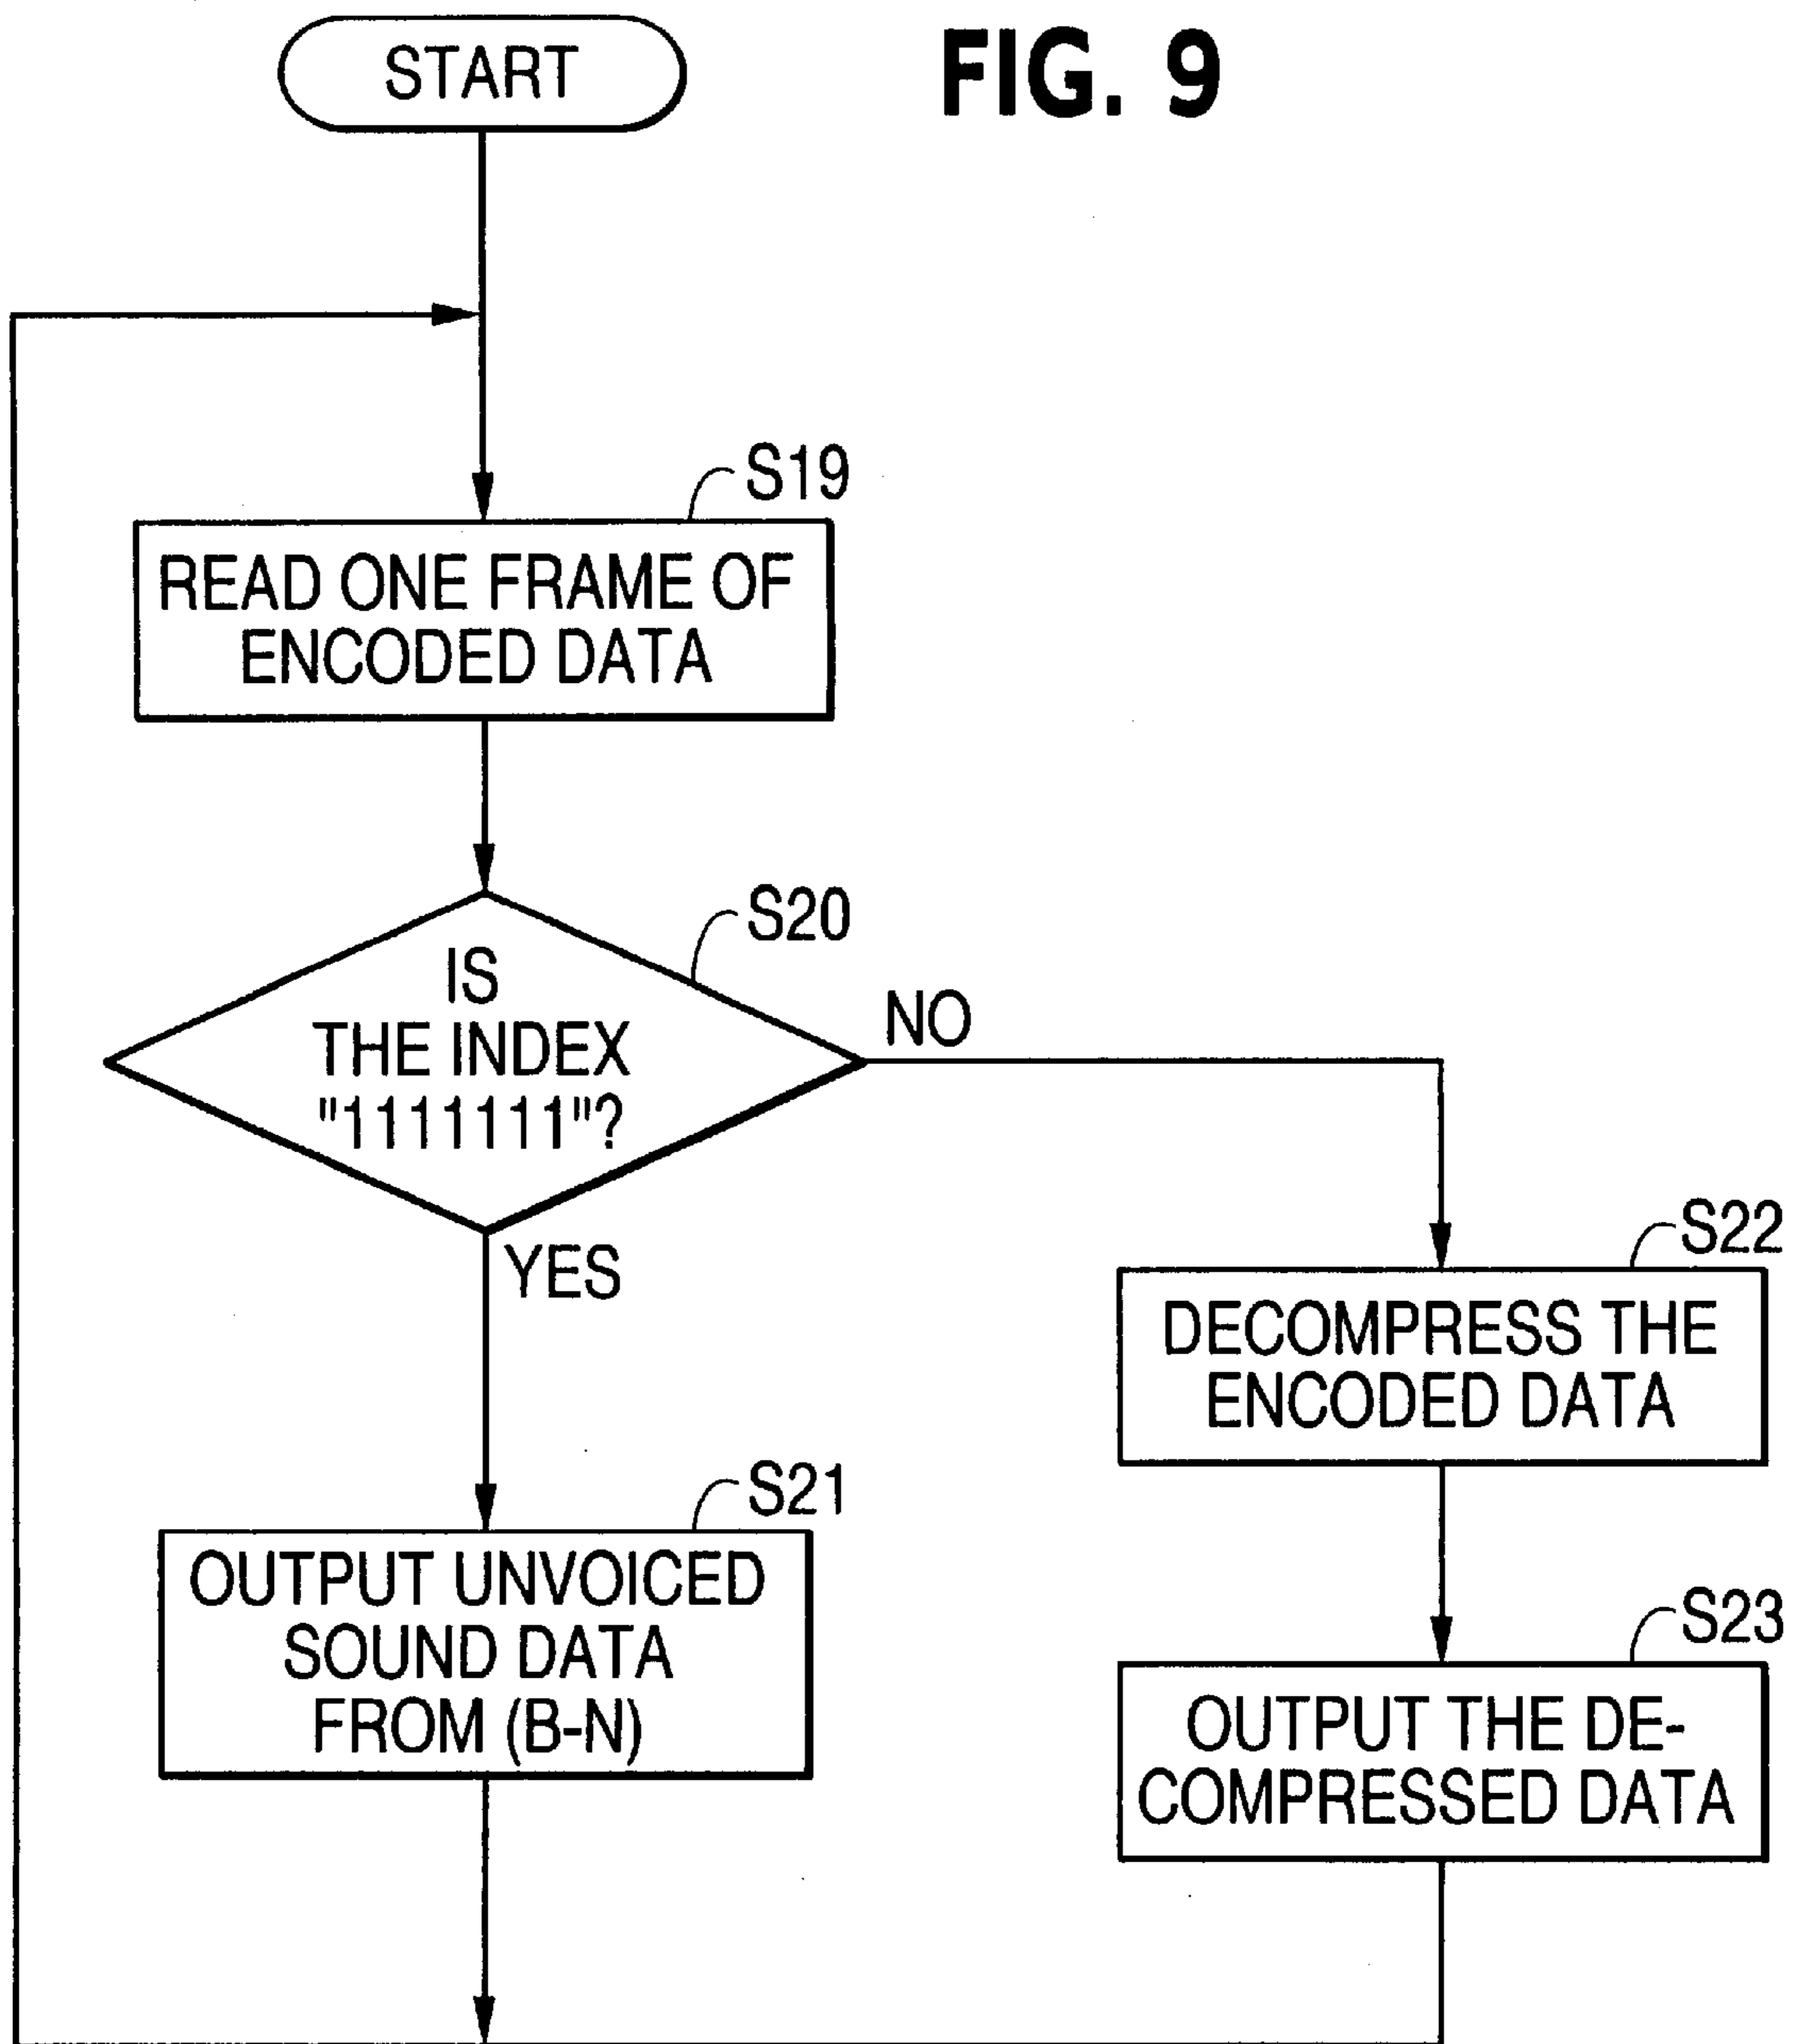 START
FIG. 9
S19
READ ONE FRAME OF
ENCODED DATA
S20
IS
THE INDEX
"1111111"?
NO
YES
S22
DECOMPRESS THE
ENCODED DATA
S21
OUTPUT UNVOICED
SOUND DATA
FROM (B-N)
S23
OUTPUT THE DE-
COMPRESSED DATA